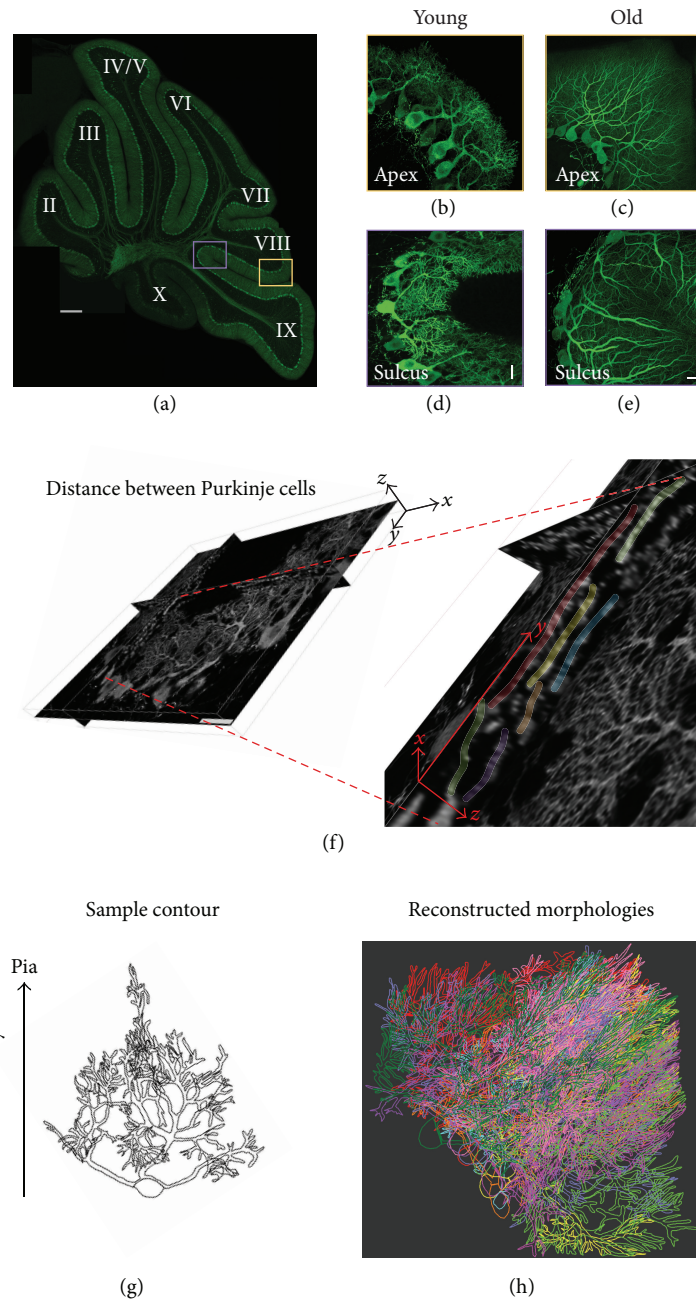 Young
Old
IV/V
VI
III
II
VII
VIII
X
IX
(a)
Apex
(b)
Apex
(c)
Sulcus
(d)
Sulcus
(e)
Distance between Purkinje cells
z
x
y
y
x
z
(f)
Sample contour
Pia
(g)
Reconstructed morphologies
(h)